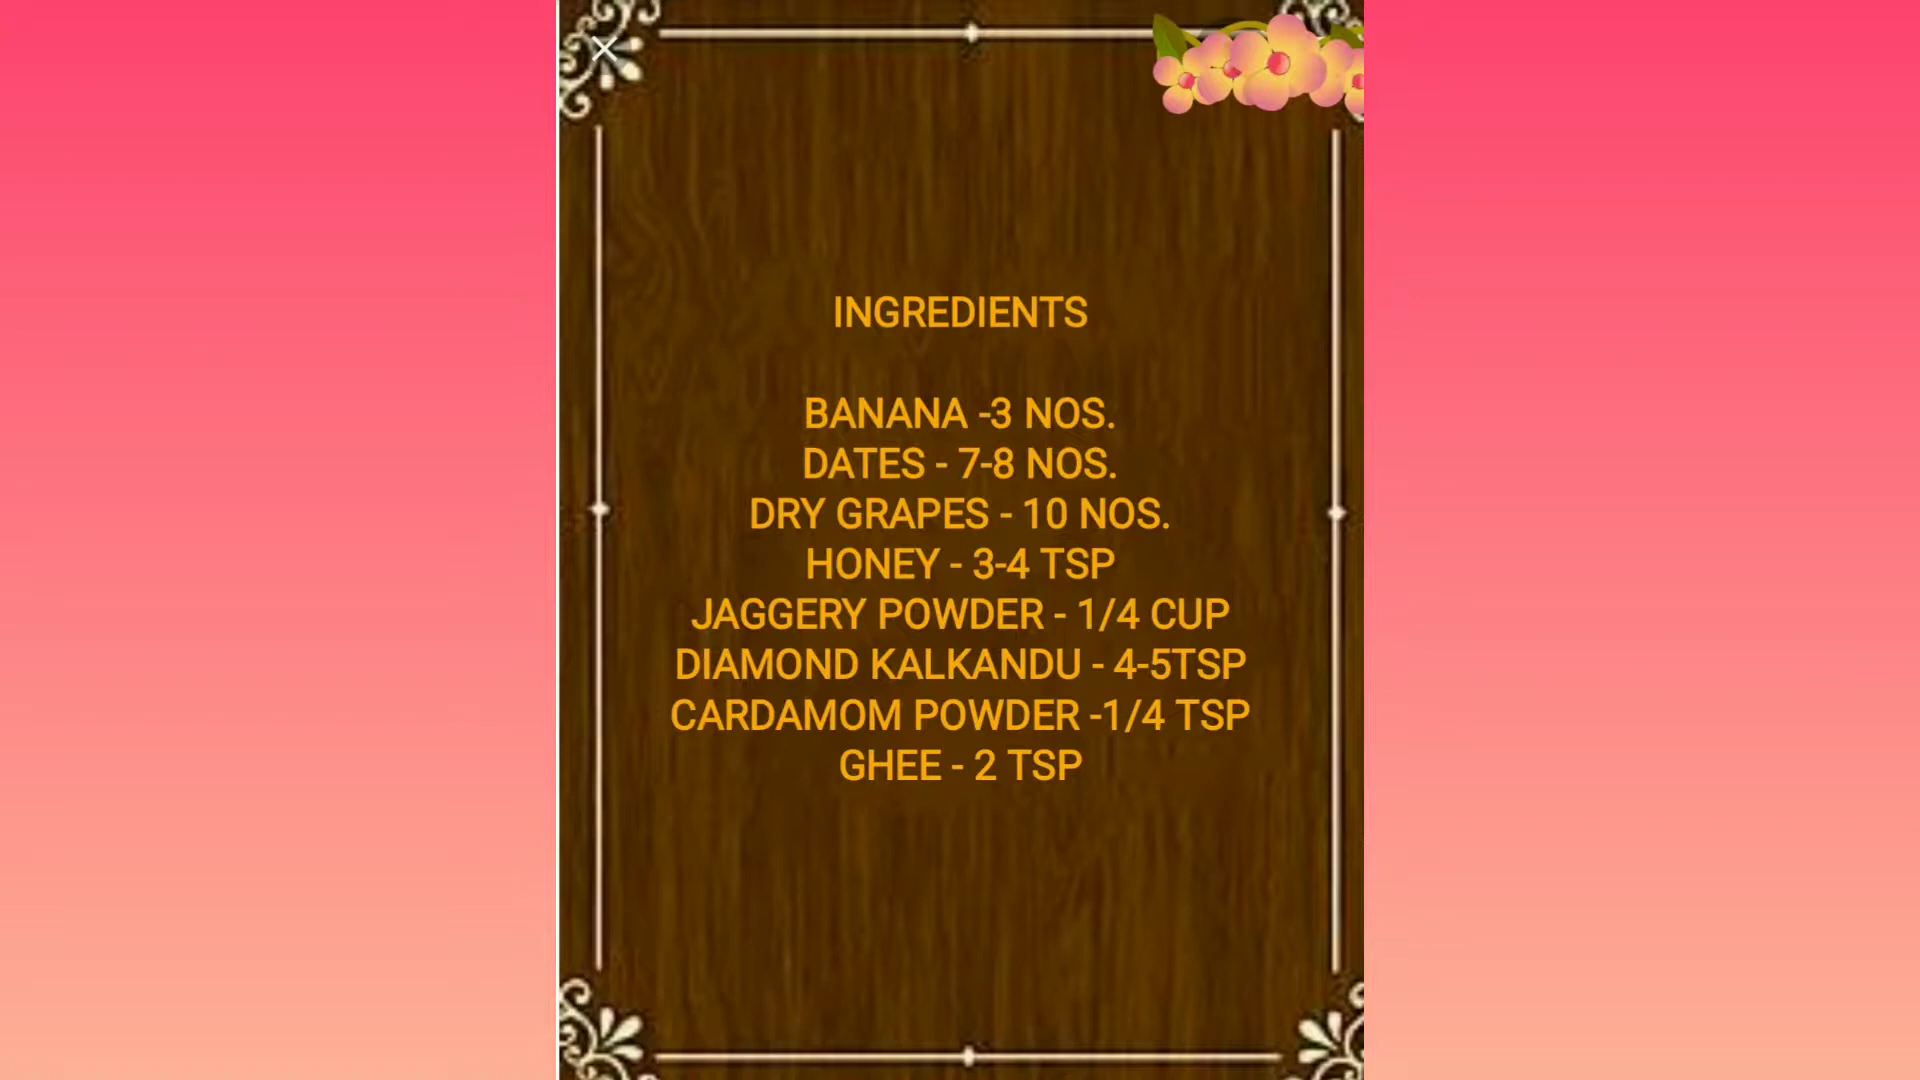 INGREDIENTS
BANANA -3 NOS.
DATES - 7-8 NOS.
DRY GRAPES - 10 NOS.
HONEY - 3-4 TSP
JAGGERY POWDER - 1/4 CUP
DIAMOND KALKANDU - 4-5TSP
CARDAMOM POWDER -1/4 TSP
GHEE - 2 TSP